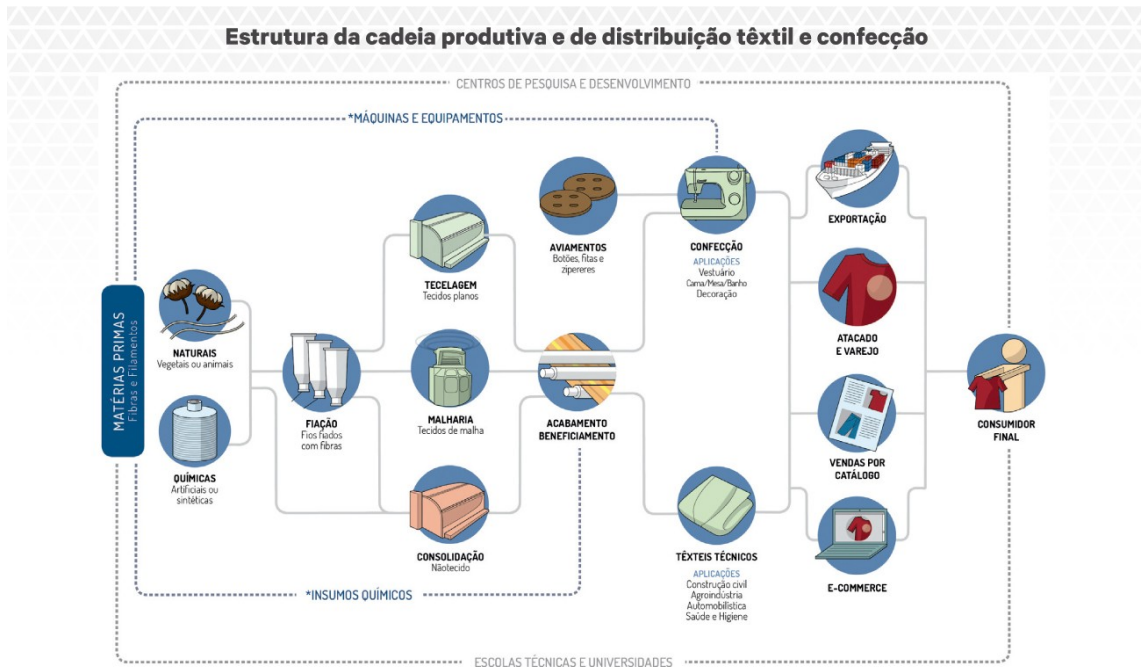 Estrutura da cadeia produtiva e de distribuição têxtil e confecção
CENTROS DE PESQUISA E DESENVOLVIMENTO
*MÁQUINAS E EQUIPAMENTOS
MATÉRIAS PRIMAS
Fibras e Filamentos
NATURAIS
Vegetais ou animais
QUÍMICAS
Artificiais ou
sintéticas
FIAÇÃO
Fios fiados
com fibras
TECELAGEM
Tecidos planos
MALHARIA
Tecidos de malha
CONSOLIDAÇÃO
Nãotecido
AVIAMENTOS
Botões, fitas e
zipereres
ACABAMENTO
BENEFICIAMENTO
CONFECÇÃO
APLICAÇÕES
Vestuário
Cama/Mesa/Banho
Decoração
TÊXTEIS TÉCNICOS
APLICAÇÕES
Construção civil
Agroindústria
Automobilística
Saúde e Higiene
EXPORTAÇÃO
ATACADO
E VAREJO
VENDAS POR
CATÁLOGO
E-COMMERCE
CONSUMIDOR
FINAL
*INSUMOS QUÍMICOS
ESCOLAS TÉCNICAS E UNIVERSIDADES